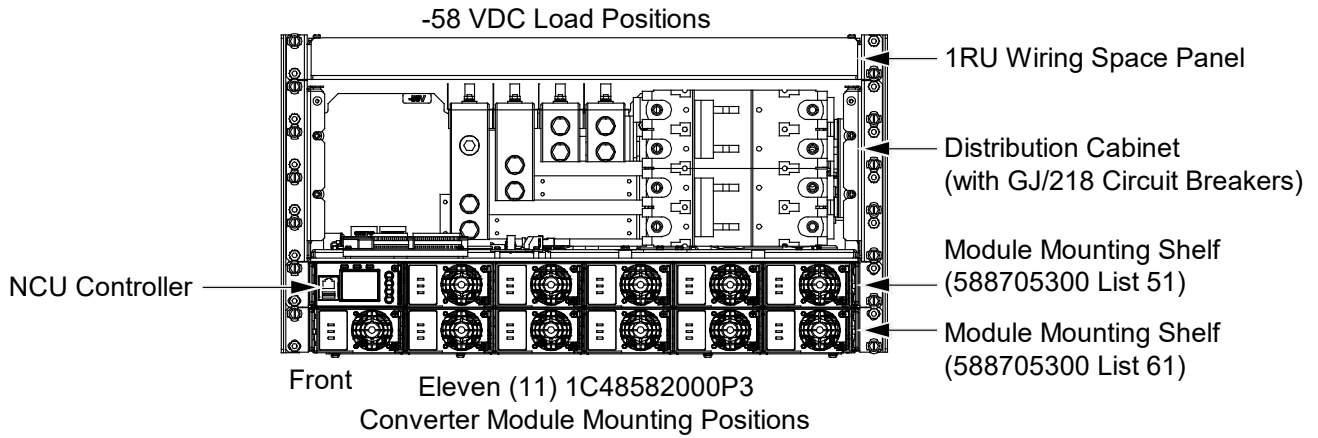 -58 VDC Load Positions
1RU Wiring Space Panel
Distribution Cabinet
(with GJ/218 Circuit Breakers)
Module Mounting Shelf
(588705300 List 51)
NCU Controller
Module Mounting Shelf
(588705300 List 61)
Front
Eleven (11) 1C48582000P3
Converter Module Mounting Positions